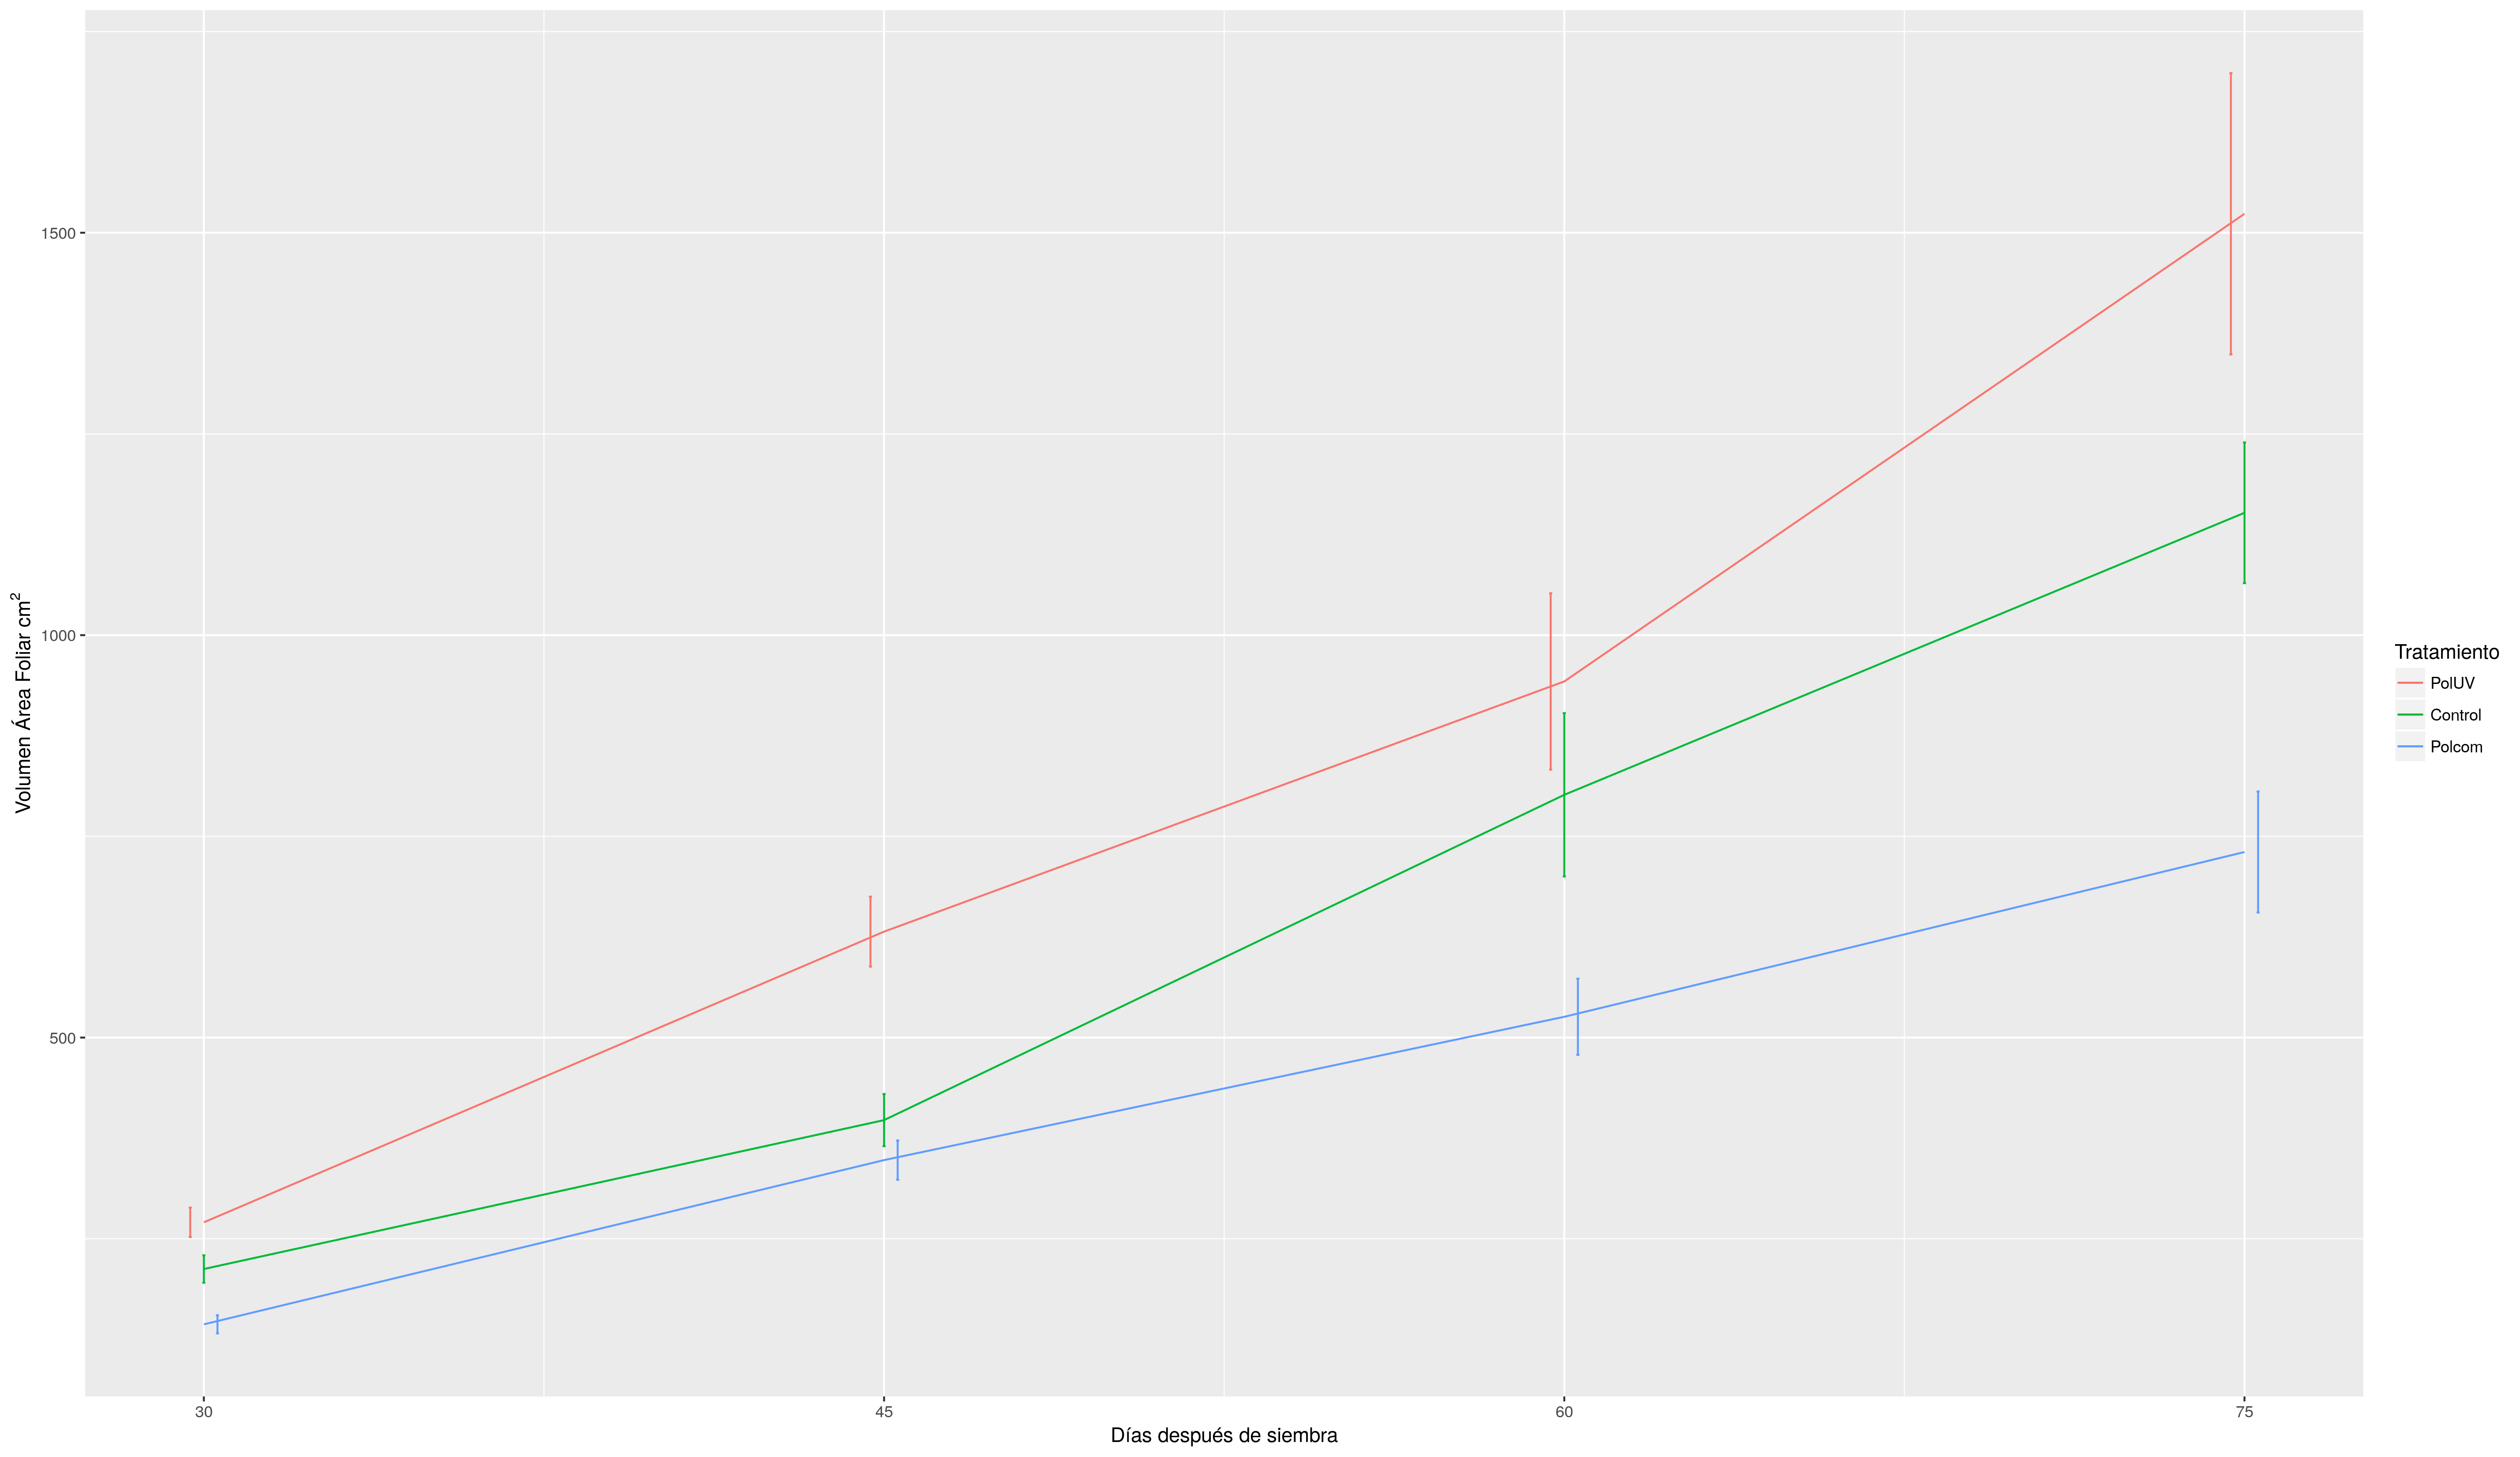 Volumen Área Foliar cm2
1500
1000
500
30 45 60 75
Días después de siembra
Tratamiento
PolUV
Control
Polcom